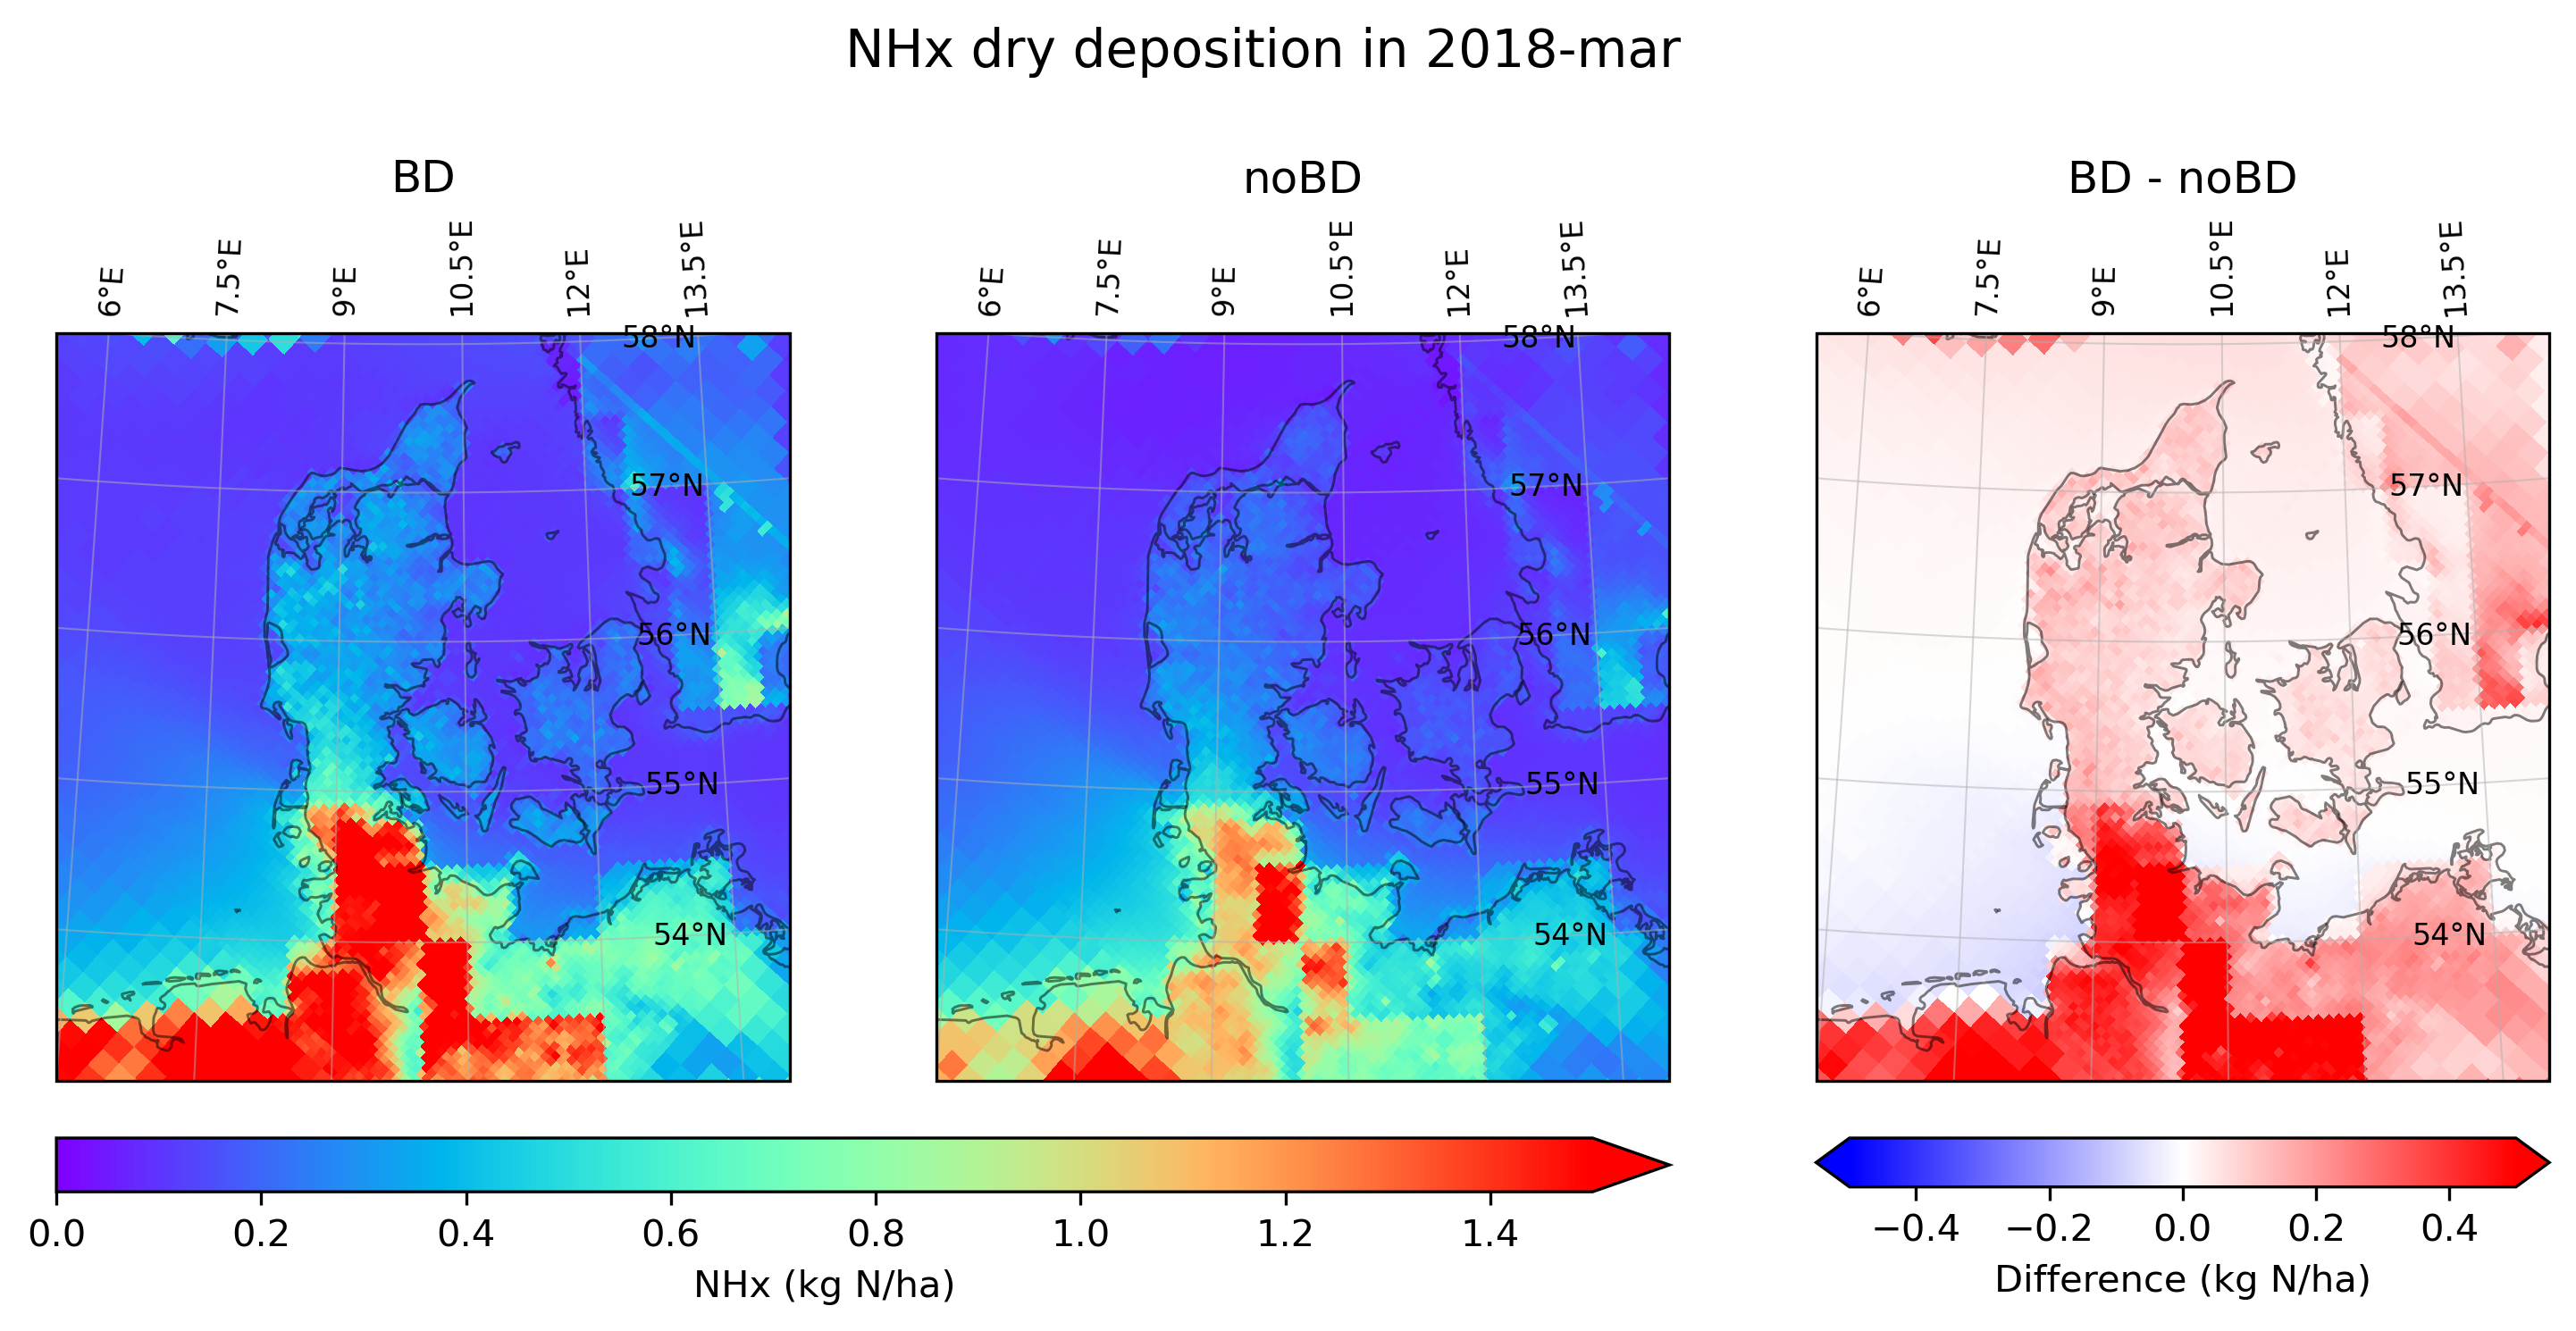 NHx dry deposition in 2018-mar
BD
noBD
BD - noBD
6°E 7.5°E 9°E 10.5°E 12°E 13.5°E
6°E 7.5°E 9°E 10.5°E 12°E 13.5°E
6°E 7.5°E 9°E 10.5°E 12°E 13.5°E
58°N 58°N 58°N
57°N 57°N 57°N
56°N 56°N 56°N
55°N 55°N 55°N
54°N 54°N 54°N
0.0 0.2 0.4 0.6 0.8 1.0 1.2 1.4
NHx (kg N/ha)
−0.4 −0.2 0.0 0.2 0.4
Difference (kg N/ha)